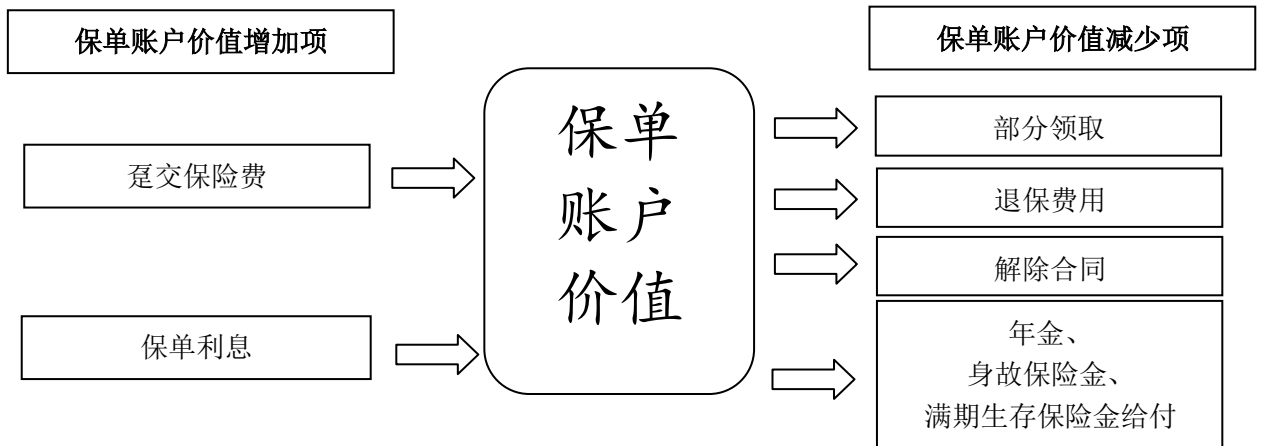 保单账户价值增加项
趸交保险费
保单利息
保单
账户
价值
保单账户价值减少项
部分领取
退保费用
解除合同
年金、
身故保险金、
满期生存保险金给付